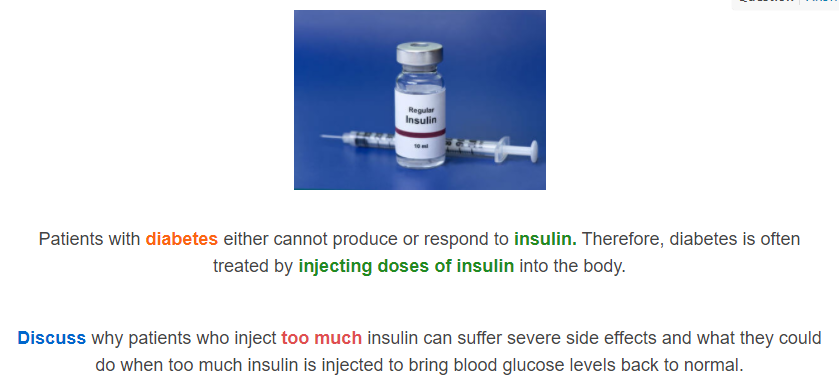 Regular
Insulin
10 ml
Patients with diabetes either cannot produce or respond to insulin. Therefore, diabetes is often
treated by injecting doses of insulin into the body.
Discuss why patients who inject too much insulin can suffer severe side effects and what they could
do when too much insulin is injected to bring blood glucose levels back to normal.